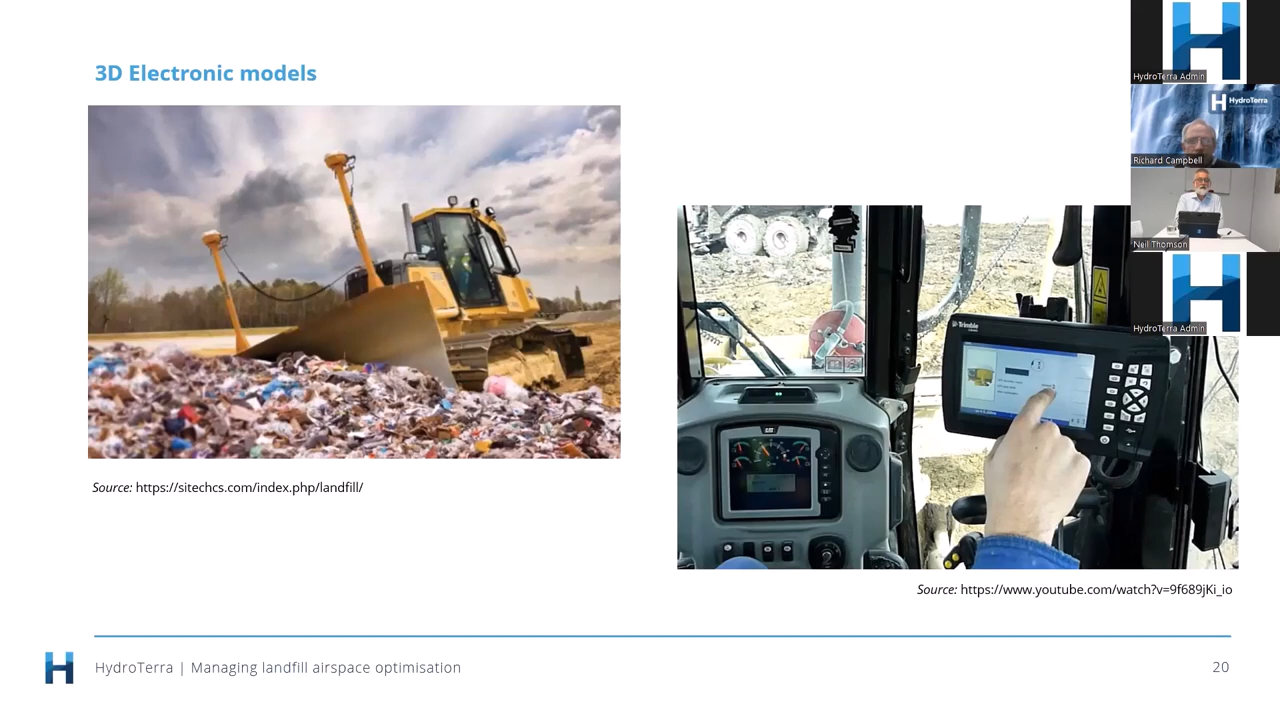 3D Electronic models
HydroTerra Admin
HydroTerra
Richard Campbell
Neil Thomson
HydroTerra Admin
Trimble
CAT
Source: https://sitechcs.com/index.php/landfill/
Source: https://www.youtube.com/watch?v=9f689jKi_io
HydroTerra | Managing landfill airspace optimisation
20